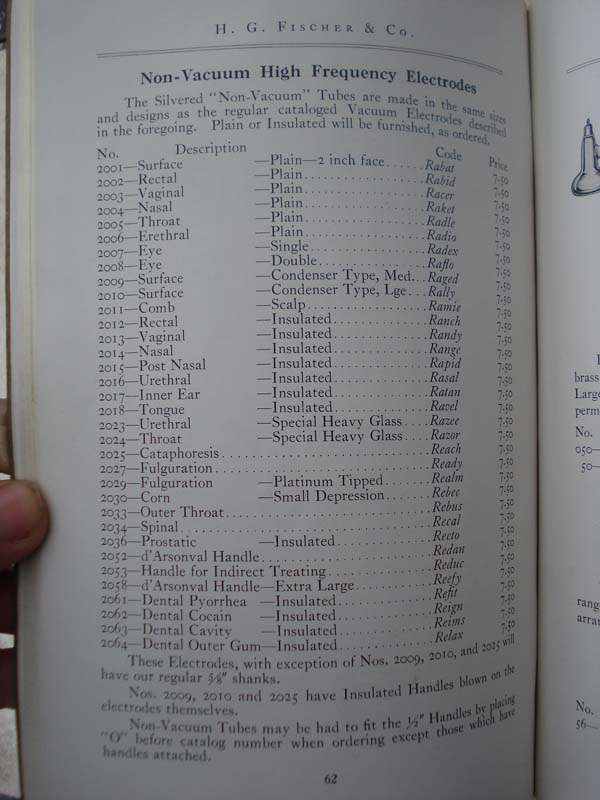 H. G. Fischer & Co.
Non-Vacuum High Frequency Electrodes
The Silvered "Non-Vacuum" Tubes are made in the same sizes
and designs as the regular cataloged Vacuum Electrodes described
in the foregoing. Plain or Insulated will be furnished, as ordered.
No. Description Code Price
2001—Surface —Plain—2 inch face...... Rabat 7.50
2002—Rectal —Plain.................... Rabid 7.50
2003—Vaginal —Plain.................... Racer 7.50
2004—Nasal —Plain.................... Raket 7.50
2005—Throat —Plain.................... Radle 7.50
2006—Erethral —Plain.................... Radio 7.50
2007—Eye —Single.................... Radex 7.50
2008—Eye —Double.................... Raflo 7.50
2009—Surface —Condenser Type, Med... Raged 7.50
2010—Surface —Condenser Type, Lge... Rally 7.50
2011—Comb —Scalp.................... Ramie 7.50
2012—Rectal —Insulated................ Ranch 7.50
2013—Vaginal —Insulated................ Randy 7.50
2014—Nasal —Insulated................ Range 7.50
2015—Post Nasal —Insulated................ Rapid 7.50
2016—Urethral —Insulated................ Rasal 7.50
2017—Inner Ear —Insulated................ Ratan 7.50
2018—Tongue —Insulated................ Ravel 7.50
2023—Urethral —Special Heavy Glass.... Razee 7.50
2024—Throat —Special Heavy Glass.... Razor 7.50
2025—Cataphoresis.......................... Reach 7.50
2027—Fulguration.......................... Ready 7.50
2029—Fulguration —Platinum Tipped........ Realm 7.50
2030—Corn —Small Depression....... Rebec 7.50
2033—Outer Throat.......................... Rebus 7.50
2034—Spinal................................ Recal 7.50
2036—Prostatic —Insulated................ Recto 7.50
2052—d'Arsonval Handle.................... Redan 7.50
2053—Handle for Indirect Treating............ Reduc 7.50
2058—d'Arsonval Handle—Extra Large.......... Reefy 7.50
2061—Dental Pyorrhea —Insulated............ Refit 7.50
2062—Dental Cocain —Insulated............ Reign 7.50
2063—Dental Cavity —Insulated............ Reims 7.50
2064—Dental Outer Gum—Insulated............ Relax 7.50
These Electrodes, with exception of Nos. 2009, 2010, and 2025 will
have our regular ⅝" shanks.
Nos. 2009, 2010 and 2025 have Insulated Handles blown on the
electrodes themselves.
Non-Vacuum Tubes may be had to fit the ½" Handles by placing
"O" before catalog number when ordering except those which have
handles attached.
62
brass
Large
perm
No.
050—
50—
rang
arran
No.
56—